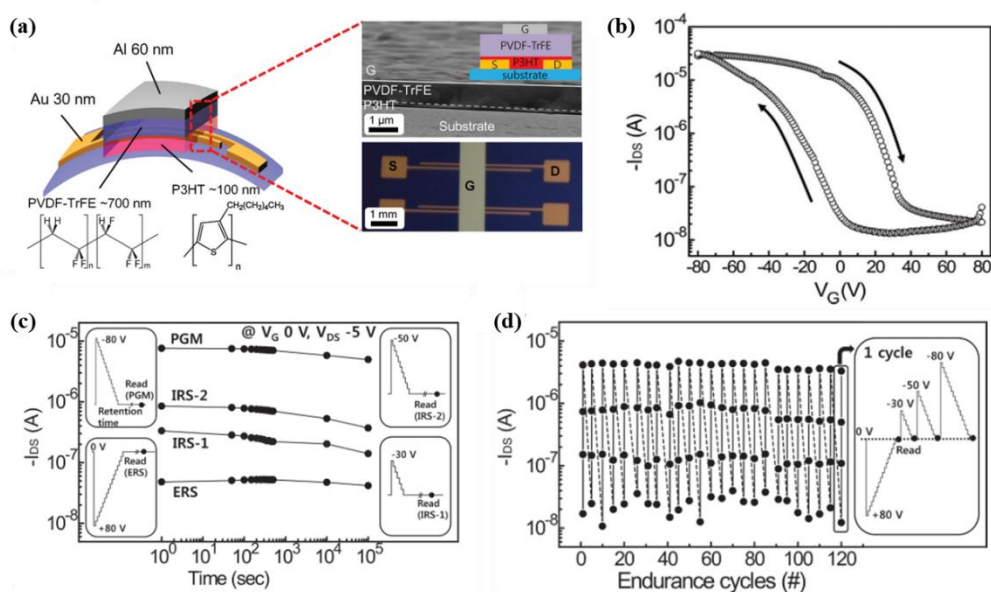 (a)
Al 60 nm
Au 30 nm
P3HT ~100 nm
PVDF-TrFE ~700 nm
H H
H F
F F
n
F F
m
CH2(CH2)4CH3
S
n
G
PVDF-TrFE
S P3HT D
substrate
G
PVDF-TrFE
P3HT
1 µm
Substrate
S
G
D
1 mm
(b)
-IDS (A)
10-4
10-5
10-6
10-7
10-8
-80 -60 -40 -20 0 20 40 60 80
VG(V)
(c)
-IDS (A)
10-5
10-6
10-7
10-8
PGM
@ VG 0 V, VDS -5 V
-80 V
Read
(PGM)
Retention
time
-50 V
Read
(IRS-2)
IRS-2
IRS-1
0 V
Read
(ERS)
+80 V
ERS
-30 V
Read
(IRS-1)
100 101 102 103 104 105
Time (sec)
(d)
-IDS (A)
10-5
10-6
10-7
10-8
1 cycle
-80 V
-50 V
-30 V
0 V
Read
+80 V
0 20 40 60 80 100 120
Endurance cycles (#)